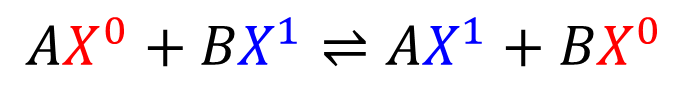 AX⁰ + BX¹ ⇌ AX¹ + BX⁰